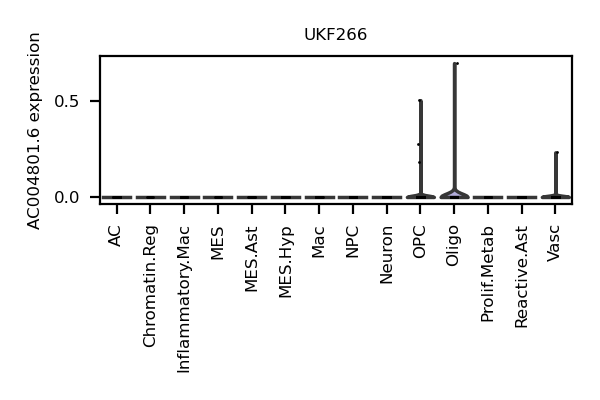 UKF266
AC004801.6 expression
0.5
0.0
AC
Chromatin.Reg
Inflammatory.Mac
MES
MES.Ast
MES.Hyp
Mac
NPC
Neuron
OPC
Oligo
Prolif.Metab
Reactive.Ast
Vasc